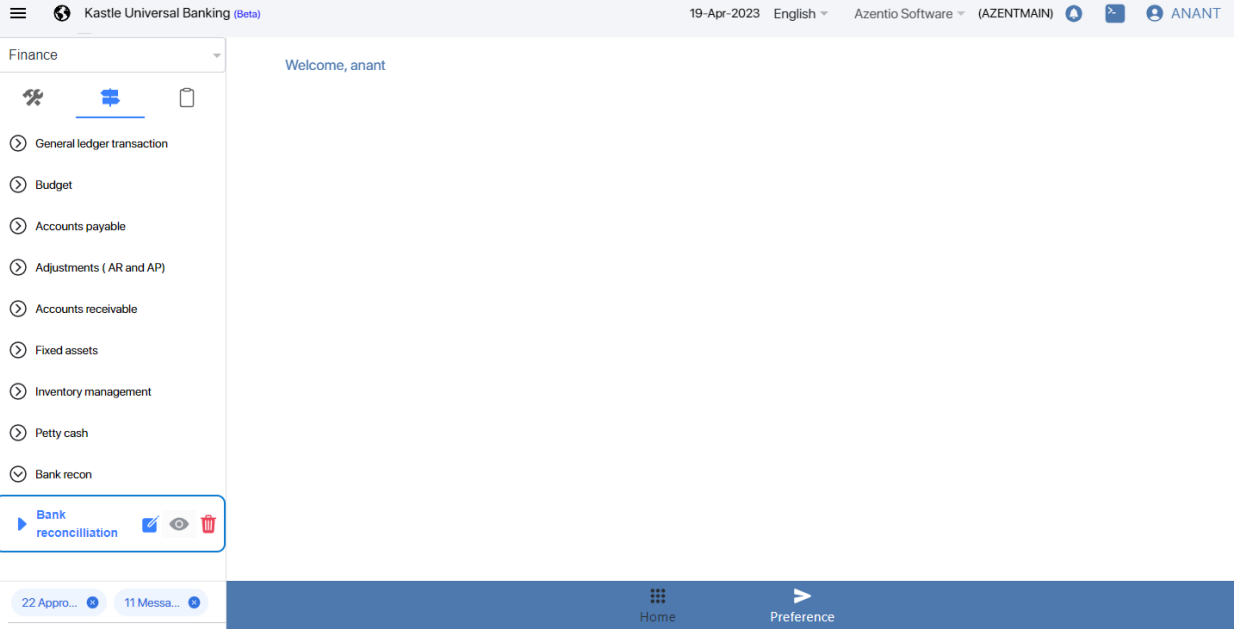 Kastle Universal Banking (Beta)
19-Apr-2023 English Azentio Software (AZENTMAIN) ANANT
Finance
Welcome, anant
General ledger transaction
Budget
Accounts payable
Adjustments ( AR and AP)
Accounts receivable
Fixed assets
Inventory management
Petty cash
Bank recon
Bank
reconcilliation
22 Appro...
11 Messa...
Home
Preference